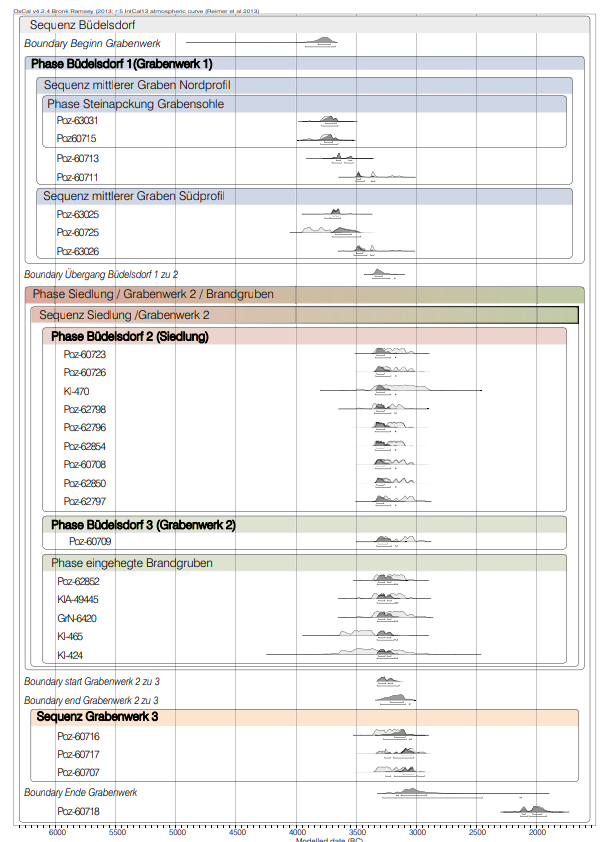 OxCal v4.2.4 Bronk Ramsey (2013; r:5 IntCal13 atmospheric curve (Reimer et al 2013)
Sequenz Büdelsdorf
Boundary Beginn Grabenwerk
Phase Büdelsdorf 1(Grabenwerk 1)
Sequenz mittlerer Graben Nordprofil
Phase Steinapckung Grabensohle
Poz-63031
Poz60715
Poz-60713
Poz-60711
Sequenz mittlerer Graben Südprofil
Poz-63025
Poz-60725
Poz-63026
Boundary Übergang Büdelsdorf 1 zu 2
Phase Siedlung / Grabenwerk 2 / Brandgruben
Sequenz Siedlung /Grabenwerk 2
Phase Büdelsdorf 2 (Siedlung)
Poz-60723
Poz-60726
KI-470
Poz-62798
Poz-62796
Poz-62854
Poz-60708
Poz-62850
Poz-62797
Phase Büdelsdorf 3 (Grabenwerk 2)
Poz-60709
Phase eingehegte Brandgruben
Poz-62852
KIA-49445
GrN-6420
KI-465
KI-424
Boundary start Grabenwerk 2 zu 3
Boundary end Grabenwerk 2 zu 3
Sequenz Grabenwerk 3
Poz-60716
Poz-60717
Poz-60707
Boundary Ende Grabenwerk
Poz-60718
6000 5500 5000 4500 4000 3500 3000 2500 2000
Modelled date (BC)